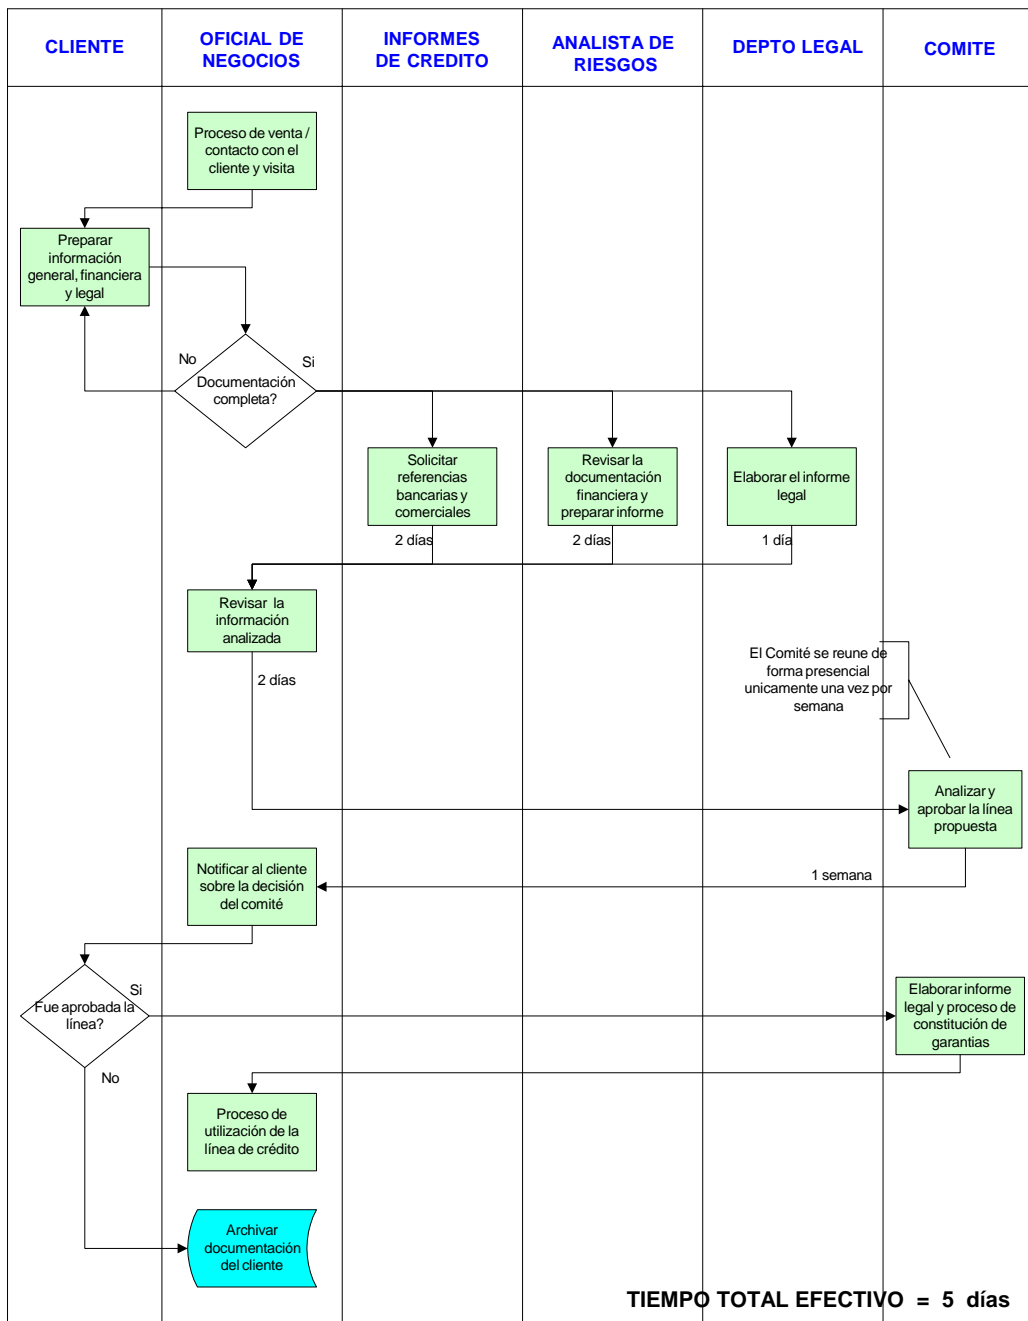 CLIENTE
OFICIAL DE
NEGOCIOS
INFORMES
DE CREDITO
ANALISTA DE
RIESGOS
DEPTO LEGAL
COMITE
Proceso de venta /
contacto con el
cliente y visita
Preparar
información
general, financiera
y legal
No
Si
Documentación
completa?
Solicitar
referencias
bancarias y
comerciales
Revisar la
documentación
financiera y
preparar informe
Elaborar el informe
legal
2 días
2 días
1 día
Revisar la
información
analizada
2 días
El Comité se reune de
forma presencial
unicamente una vez por
semana
Analizar y
aprobar la línea
propuesta
1 semana
Notificar al cliente
sobre la decisión
del comité
Si
Fue aprobada la
línea?
No
Elaborar informe
legal y proceso de
constitución de
garantias
Proceso de
utilización de la
línea de crédito
Archivar
documentación
del cliente
TIEMPO TOTAL EFECTIVO = 5 días